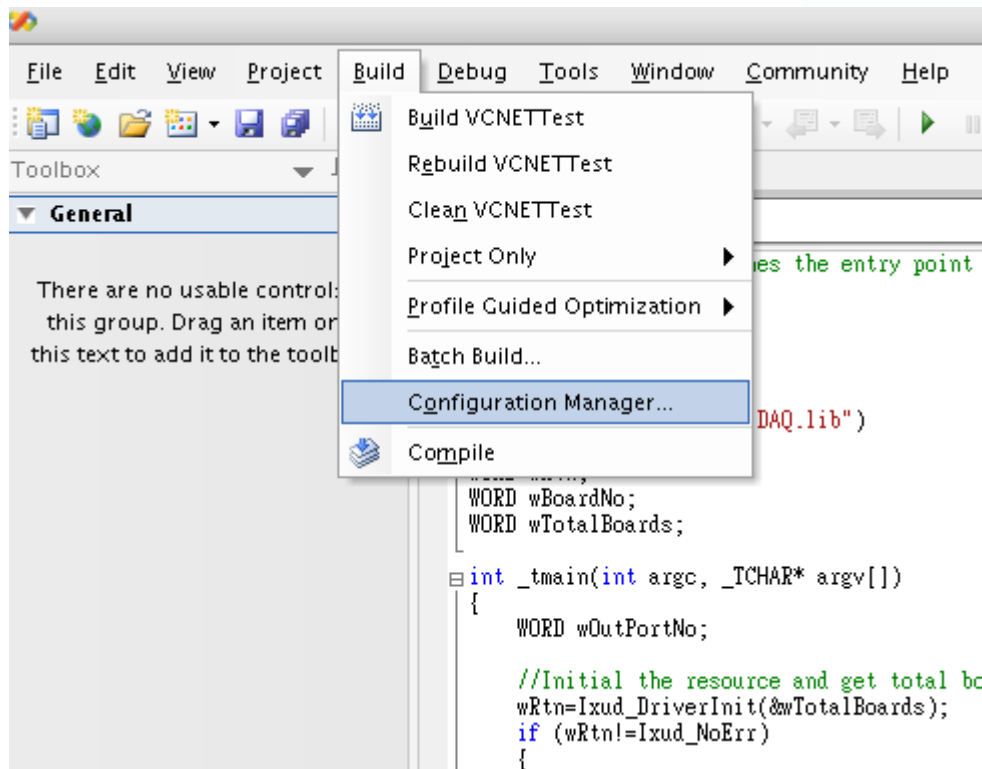 File Edit View Project Build Debug Tools Window Community Help
Toolbox
General
There are no usable control
this group. Drag an item or
this text to add it to the toolb
Build VCNETTest
Rebuild VCNETTest
Clean VCNETTest
Project Only
Profile Guided Optimization
Batch Build...
Configuration Manager...
Compile
the entry point
DAQ.lib")
WORD wBoardNo;
WORD wTotalBoards;
int _tmain(int argc, _TCHAR* argv[])
{
WORD wOutPortNo;
//Initial the resource and get total bo
wRtn=Ixud_DriverInit(&wTotalBoards);
if (wRtn!=Ixud_NoErr)
{